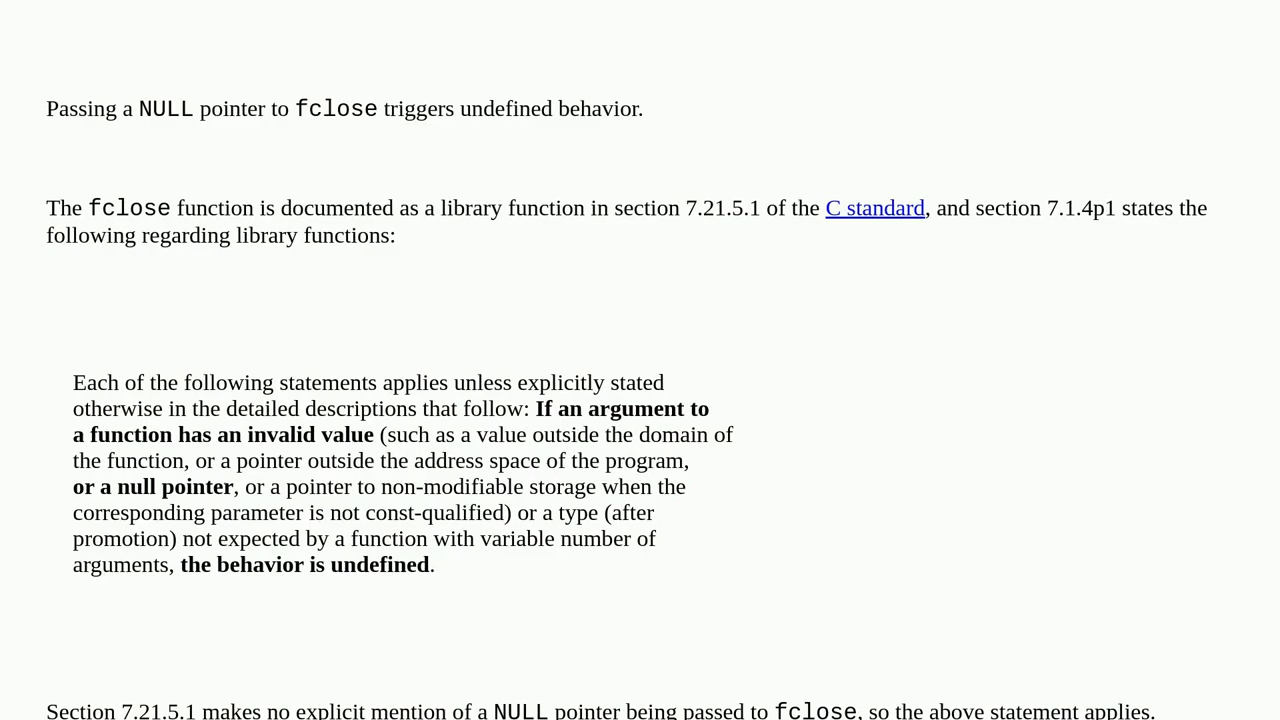 Passing a NULL pointer to fclose triggers undefined behavior.
The fclose function is documented as a library function in section 7.21.5.1 of the C standard, and section 7.1.4p1 states the
following regarding library functions:
Each of the following statements applies unless explicitly stated
otherwise in the detailed descriptions that follow: If an argument to
a function has an invalid value (such as a value outside the domain of
the function, or a pointer outside the address space of the program,
or a null pointer, or a pointer to non-modifiable storage when the
corresponding parameter is not const-qualified) or a type (after
promotion) not expected by a function with variable number of
arguments, the behavior is undefined.
Section 7.21.5.1 makes no explicit mention of a NULL pointer being passed to fclose, so the above statement applies.